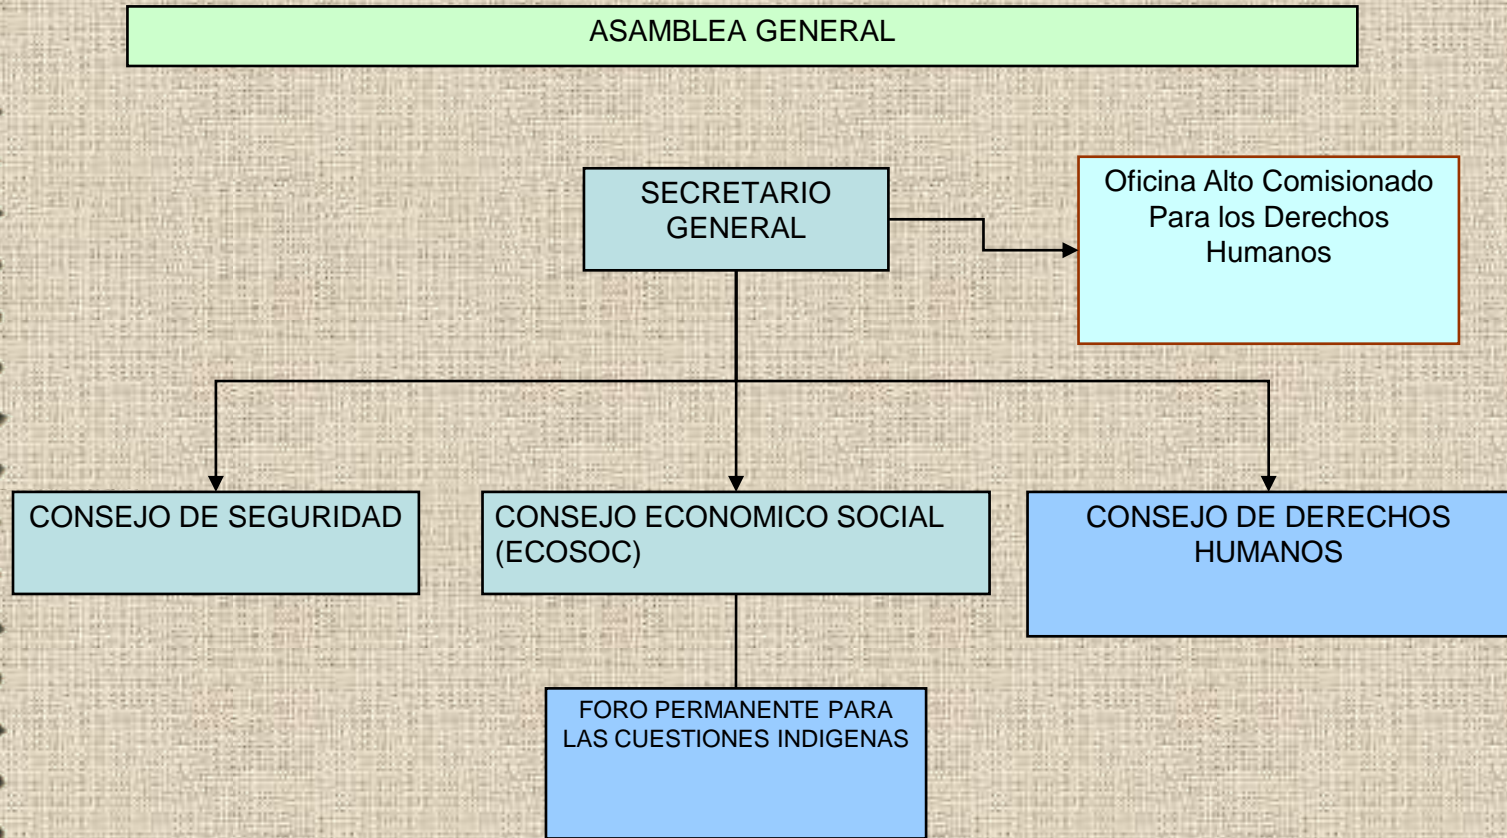 ASAMBLEA GENERAL
SECRETARIO
GENERAL
Oficina Alto Comisionado
Para los Derechos
Humanos
CONSEJO DE SEGURIDAD
CONSEJO ECONOMICO SOCIAL
(ECOSOC)
CONSEJO DE DERECHOS
HUMANOS
FORO PERMANENTE PARA
LAS CUESTIONES INDIGENAS